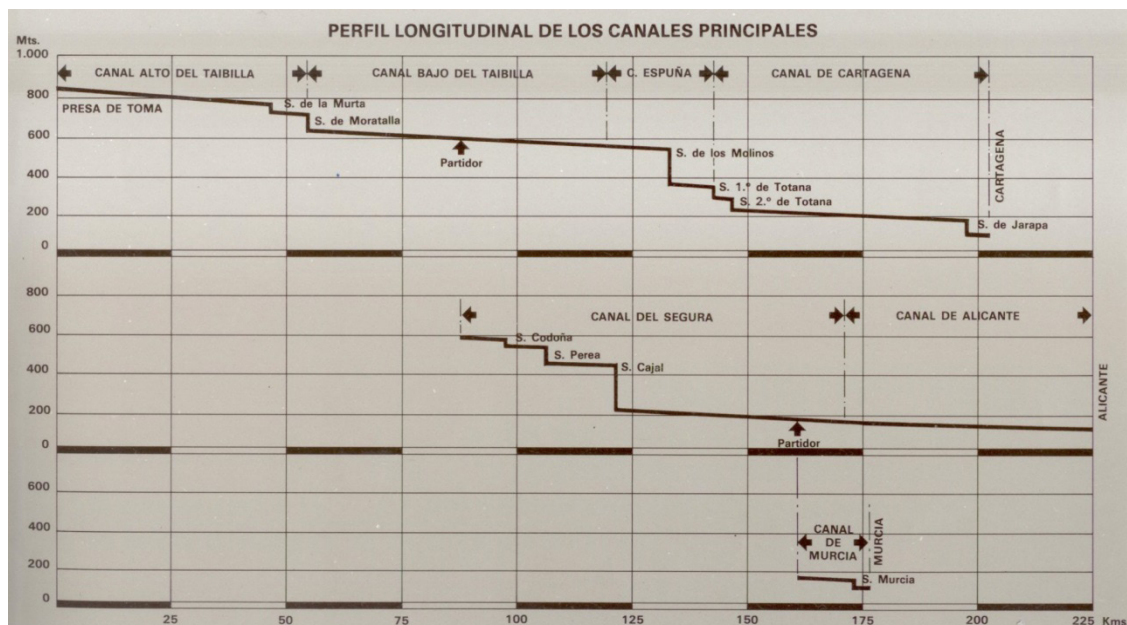 PERFIL LONGITUDINAL DE LOS CANALES PRINCIPALES
Mts.
1.000
CANAL ALTO DEL TAIBILLA
CANAL BAJO DEL TAIBILLA
C. ESPUÑA
CANAL DE CARTAGENA
800
PRESA DE TOMA
S. de la Murta
S. de Moratalla
600
Partidor
S. de los Molinos
CARTAGENA
400
S. 1.º de Totana
S. 2.º de Totana
200
S. de Jarapa
0
800
CANAL DEL SEGURA
CANAL DE ALICANTE
600
S. Codoña
S. Perea
S. Cajal
400
ALICANTE
200
Partidor
0
600
400
CANAL
DE
MURCIA
MURCIA
200
S. Murcia
0
25
50
75
100
125
150
175
200
225
Kms